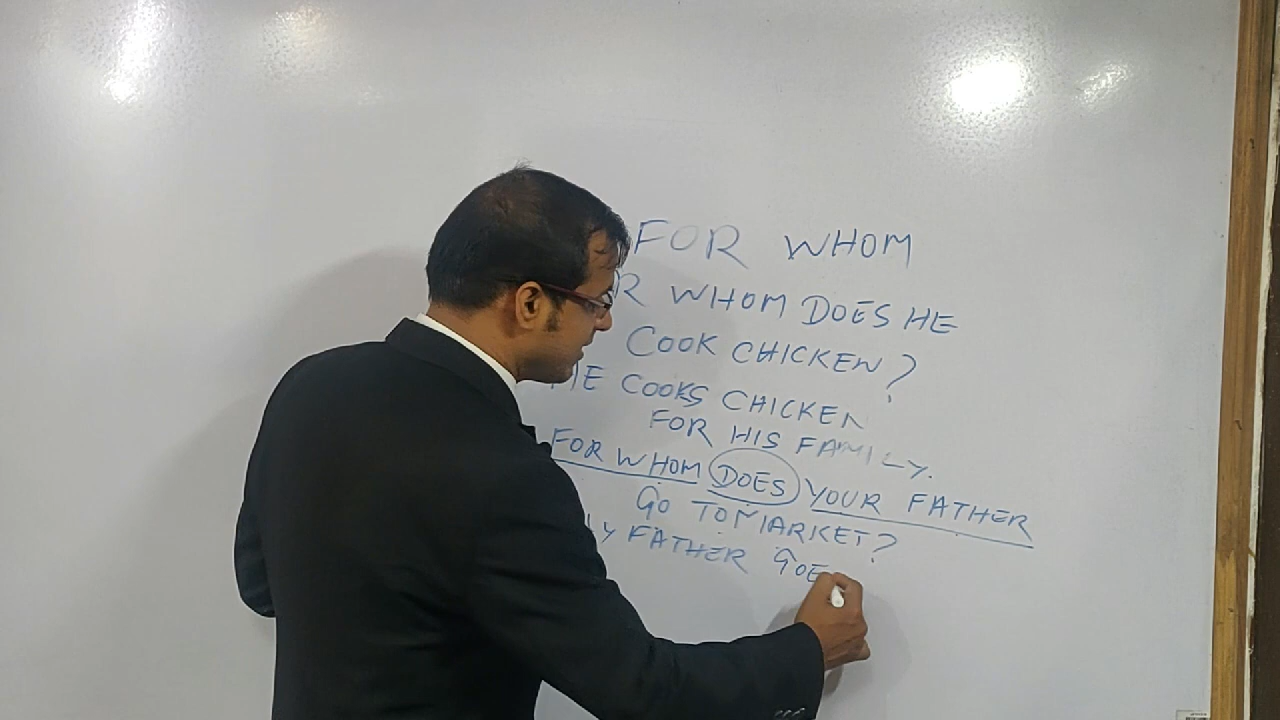 FOR WHOM
R WHOM DOES HE
COOK CHICKEN?
HE COOKS CHICKEN
FOR HIS FAMILY.
FOR WHOM DOES YOUR FATHER
GO TO MARKET?
Y FATHER GOE